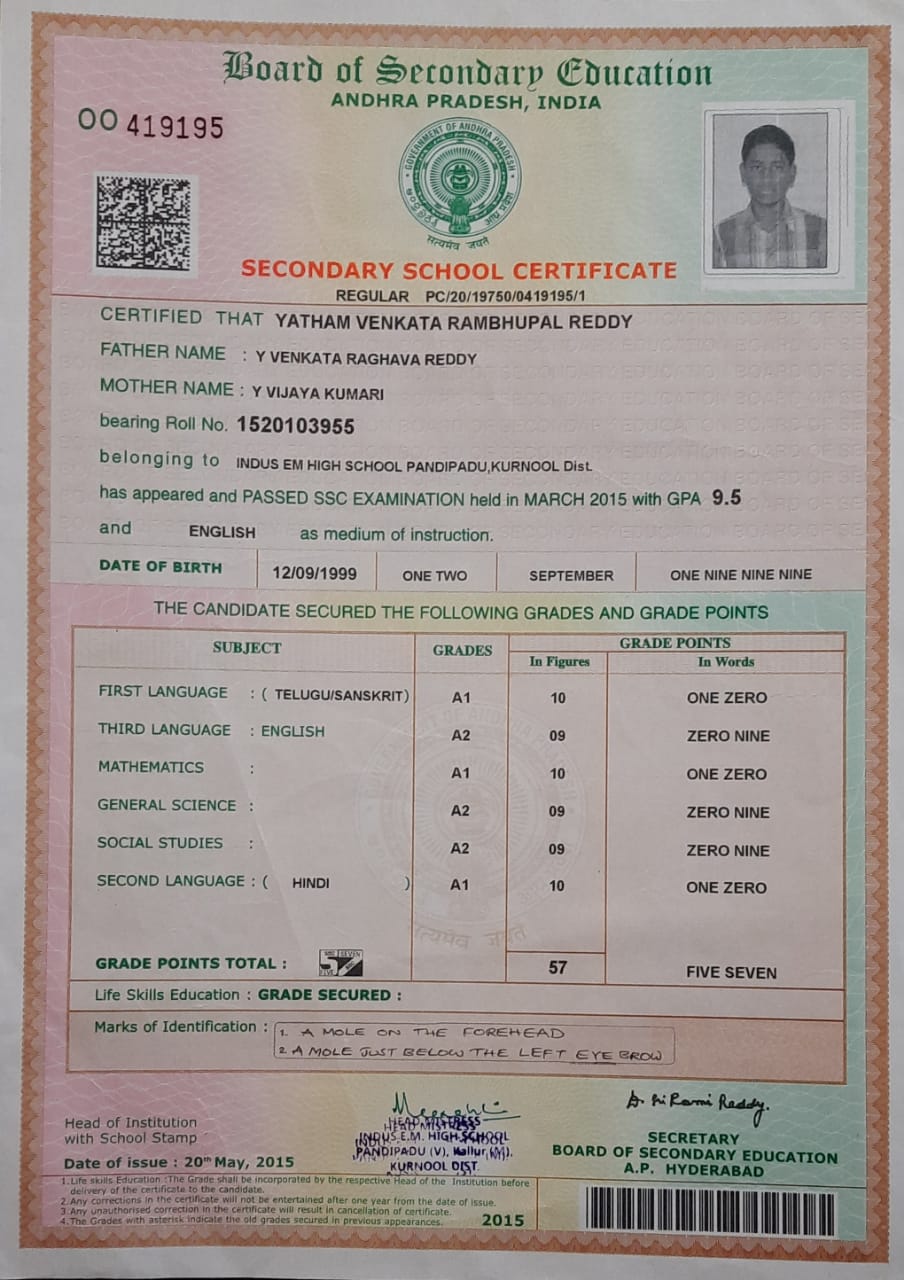 Board of Secondary Education
ANDHRA PRADESH, INDIA
OO 419195
GOVERNMENT OF ANDHRA PRADESH
सत्यमेव जयते
SECONDARY SCHOOL CERTIFICATE
REGULAR PC/20/19750/0419195/1
CERTIFIED THAT YATHAM VENKATA RAMBHUPAL REDDY
FATHER NAME : Y VENKATA RAGHAVA REDDY
MOTHER NAME : Y VIJAYA KUMARI
bearing Roll No. 1520103955
belonging to INDUS EM HIGH SCHOOL PANDIPADU,KURNOOL Dist.
has appeared and PASSED SSC EXAMINATION held in MARCH 2015 with GPA 9.5
and ENGLISH as medium of instruction.
DATE OF BIRTH 12/09/1999 ONE TWO SEPTEMBER ONE NINE NINE NINE
THE CANDIDATE SECURED THE FOLLOWING GRADES AND GRADE POINTS
SUBJECT GRADES GRADE POINTS
In Figures In Words
FIRST LANGUAGE : ( TELUGU/SANSKRIT) A1 10 ONE ZERO
THIRD LANGUAGE : ENGLISH A2 09 ZERO NINE
MATHEMATICS : A1 10 ONE ZERO
GENERAL SCIENCE : A2 09 ZERO NINE
SOCIAL STUDIES : A2 09 ZERO NINE
SECOND LANGUAGE : ( HINDI ) A1 10 ONE ZERO
सत्यमेव जयते
GRADE POINTS TOTAL : 57 FIVE SEVEN
Life Skills Education : GRADE SECURED :
Marks of Identification : 1. A MOLE ON THE FOREHEAD
2. A MOLE JUST BELOW THE LEFT EYE BROW
Head of Institution
with School Stamp
HEAD MISTRESS
INDUS E.M. HIGH SCHOOL
PANDIPADU (V), Kallur (M).
KURNOOL DIST.
D. Sri Rami Reddy.
SECRETARY
BOARD OF SECONDARY EDUCATION
A.P. HYDERABAD
Date of issue : 20th May, 2015
1.Life skills Education :The Grade shall be incorporated by the respective Head of the Institution before
delivery of the certificate to the candidate.
2.Any corrections in the certificate will not be entertained after one year from the date of issue.
3.Any unauthorised correction in the certificate will result in cancellation of certificate.
4.The Grades with asterisk indicate the old grades secured in previous appearances.
2015